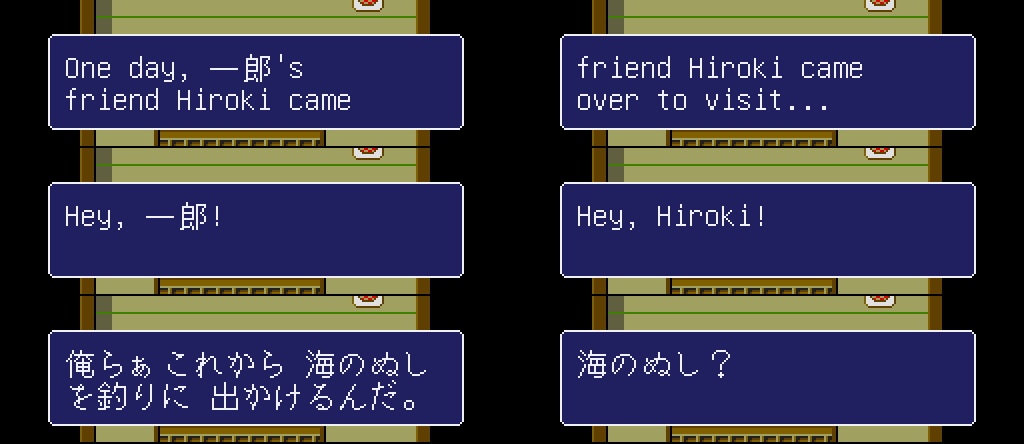 One day, 一郎's
friend Hiroki came
friend Hiroki came
over to visit...
Hey, 一郎!
Hey, Hiroki!
俺らぁこれから 海のぬし
を釣りに 出かけるんだ。
海のぬし？